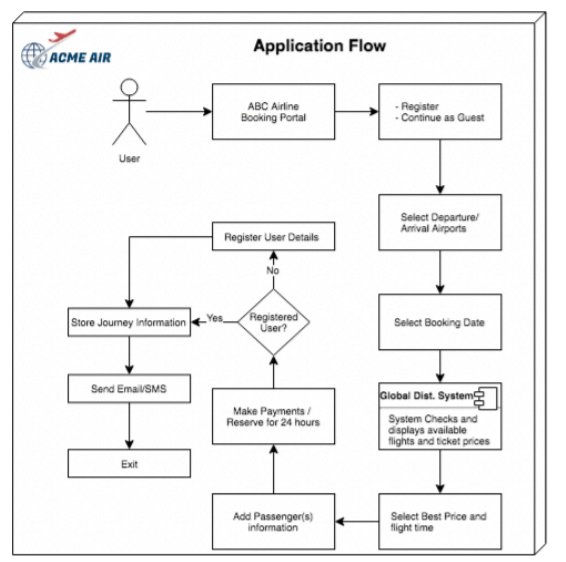 Application Flow
ACME AIR
User
ABC Airline
Booking Portal
- Register
- Continue as Guest
Select Departure/
Arrival Airports
Select Booking Date
Global Dist. System
System Checks and
displays available
flights and ticket prices
Select Best Price and
flight time
Add Passenger(s)
information
Make Payments /
Reserve for 24 hours
Registered
User?
No
Yes
Register User Details
Store Journey Information
Send Email/SMS
Exit